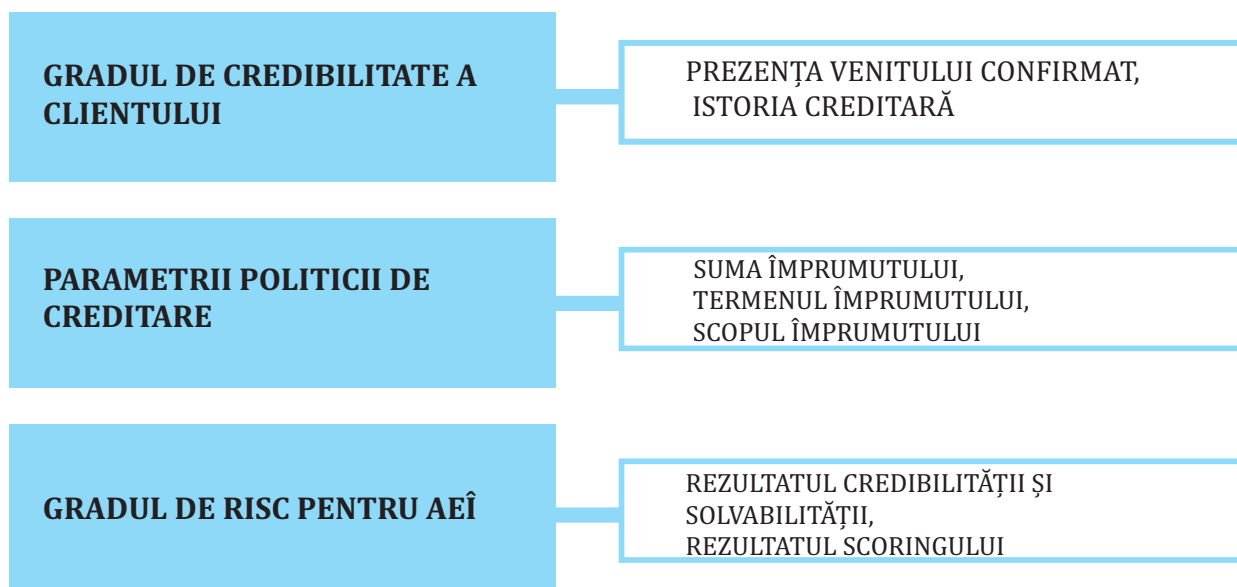 GRADUL DE CREDIBILITATE A
CLIENTULUI
PREZENȚA VENITULUI CONFIRMAT,
ISTORIA CREDITARĂ
PARAMETRII POLITICII DE
CREDITARE
SUMA ÎMPRUMUTULUI,
TERMENUL ÎMPRUMUTULUI,
SCOPUL ÎMPRUMUTULUI
GRADUL DE RISC PENTRU AEÎ
REZULTATUL CREDIBILITĂȚII ȘI
SOLVABILITĂȚII,
REZULTATUL SCORINGULUI